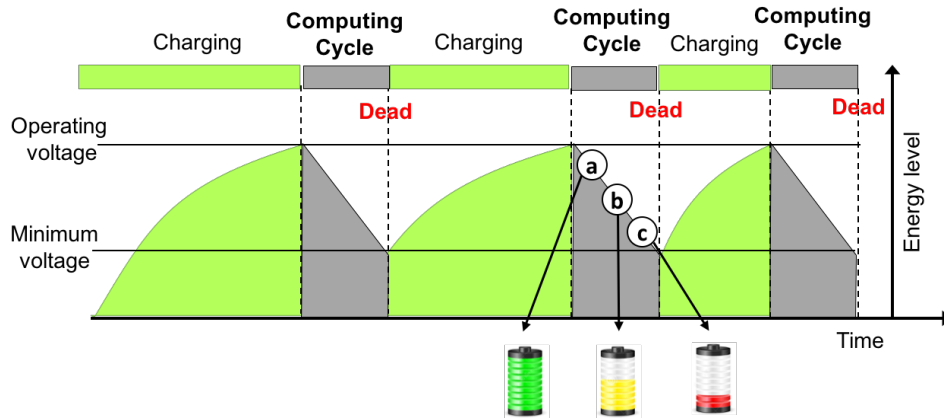 Charging
Computing
Cycle
Charging
Computing
Cycle
Charging
Computing
Cycle
Dead
Dead
Dead
Operating
voltage
Minimum
voltage
a
b
c
Energy level
Time